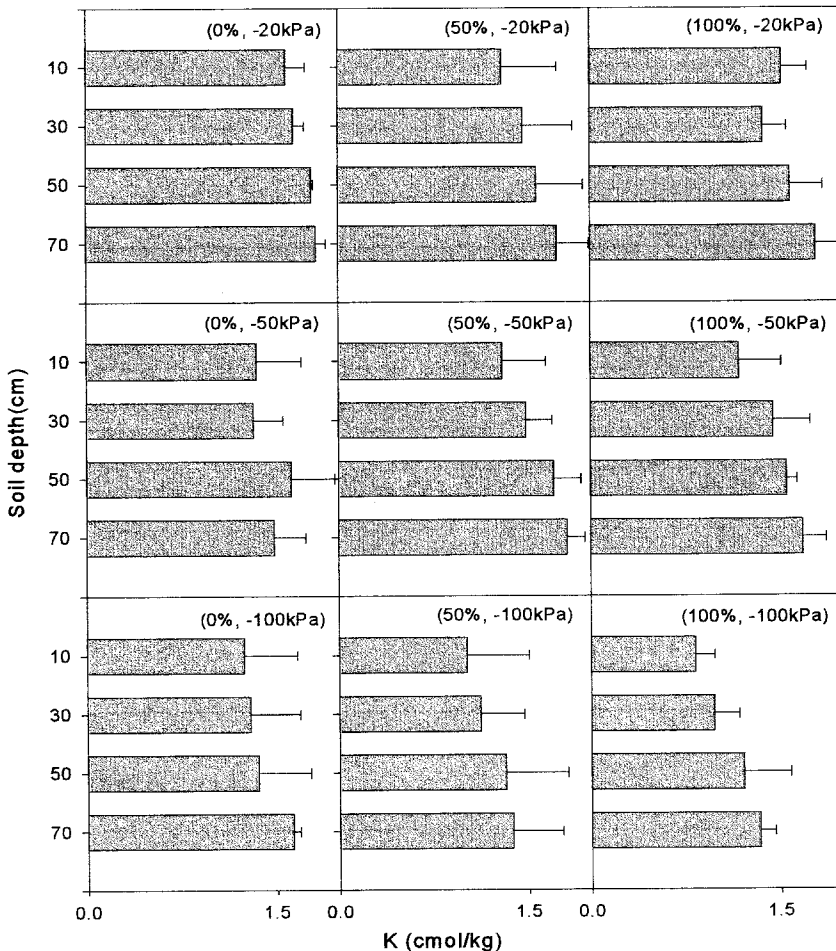 (0%, -20kPa) (50%, -20kPa) (100%, -20kPa)
10
30
50
70
(0%, -50kPa) (50%, -50kPa) (100%, -50kPa)
10
30
50
70
Soil depth(cm)
(0%, -100kPa) (50%, -100kPa) (100%, -100kPa)
10
30
50
70
0.0 1.5 0.0 1.5 0.0 1.5
K (cmol/kg)